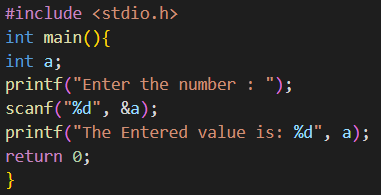 #include <stdio.h>
int main(){
int a;
printf("Enter the number : ");
scanf("%d", &a);
printf("The Entered value is: %d", a);
return 0;
}